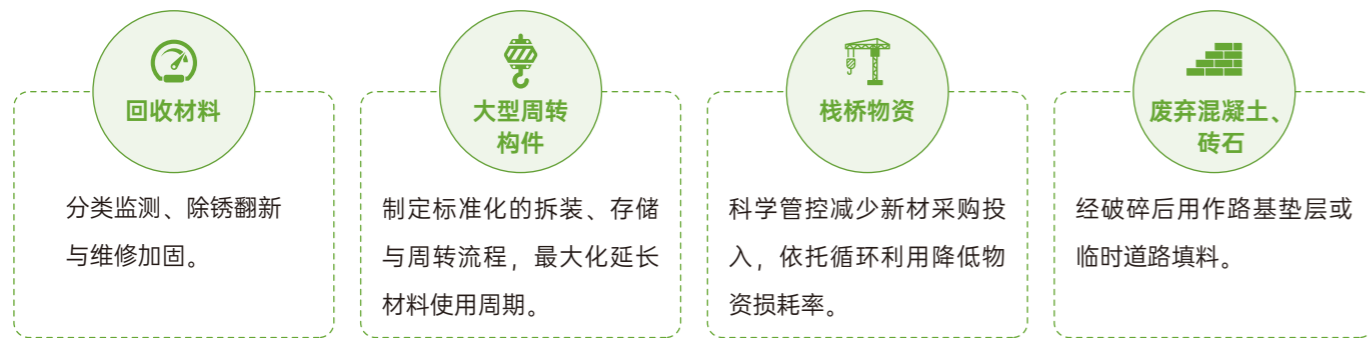 回收材料
分类监测、除锈翻新
与维修加固。
大型周转
构件
制定标准化的拆装、存储
与周转流程，最大化延长
材料使用周期。
栈桥物资
科学管控减少新材采购投
入，依托循环利用降低物
资损耗率。
废弃混凝土、
砖石
经破碎后用作路基垫层或
临时道路填料。